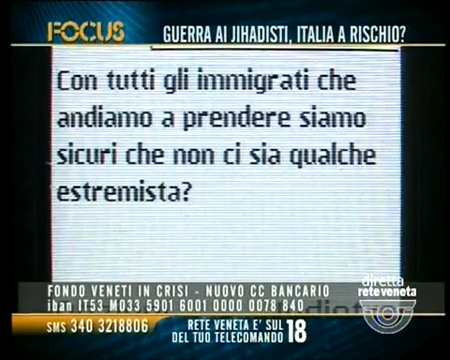 FOCUS
GUERRA AI JIHADISTI, ITALIA A RISCHIO?
Con tutti gli immigrati che
andiamo a prendere siamo
sicuri che non ci sia qualche
estremista?
diretta
reteveneta
FONDO VENETI IN CRISI - NUOVO CC BANCARIO
iban IT53 M033 5901 6001 0000 0078 840
SMS 340 3218806
RETE VENETA E' SUL
DEL TUO TELECOMANDO 18